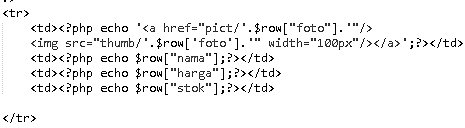 <tr>
<td><?php echo '<a href="pict/'.$row["foto"].'"/>
<img src="thumb/'.$row['foto'].'" width="100px"/></a>';?></td>
<td><?php echo $row["nama"];?></td>
<td><?php echo $row["harga"];?></td>
<td><?php echo $row["stok"];?></td>
</tr>